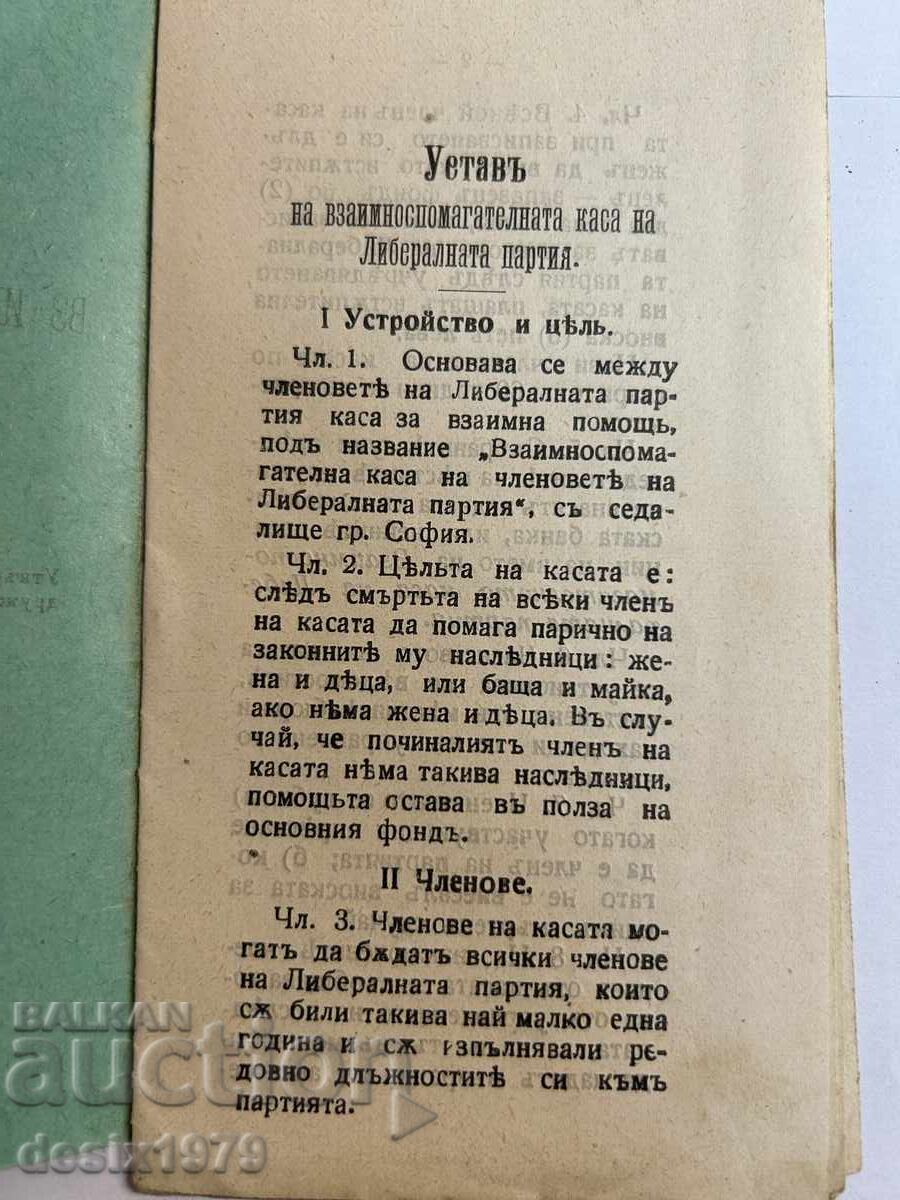 Уставъ
на взаимноспомагателната каса на
Либералната партия.
I Устройство и цѣль.
Чл. 1. Основава се между
членоветѣ на Либералната пар-
тия каса за взаимна помощь,
подъ название „Взаимноспома-
гателна каса на членоветѣ на
Либералната партия“, съ седа-
лище гр. София.
Чл. 2. Цѣльта на касата е:
слѣдъ смъртьта на всѣки членъ
на касата да помага парично на
законнитѣ му наслѣдници: же-
на и дѣца, или баща и майка,
ако нѣма жена и дѣца. Въ слу-
чай, че починалиятъ членъ на
касата нѣма такива наслѣдници,
помощьта остава въ полза на
основния фондъ.
II Членове.
Чл. 3. Членове на касата мо-
гатъ да бѫдатъ всички членове
на Либералната партия, които
сѫ били такива най малко една
година и сѫ изпълнявали ре-
довно длъжноститѣ си къмъ
партията.
BALKAN
auction
desix1979